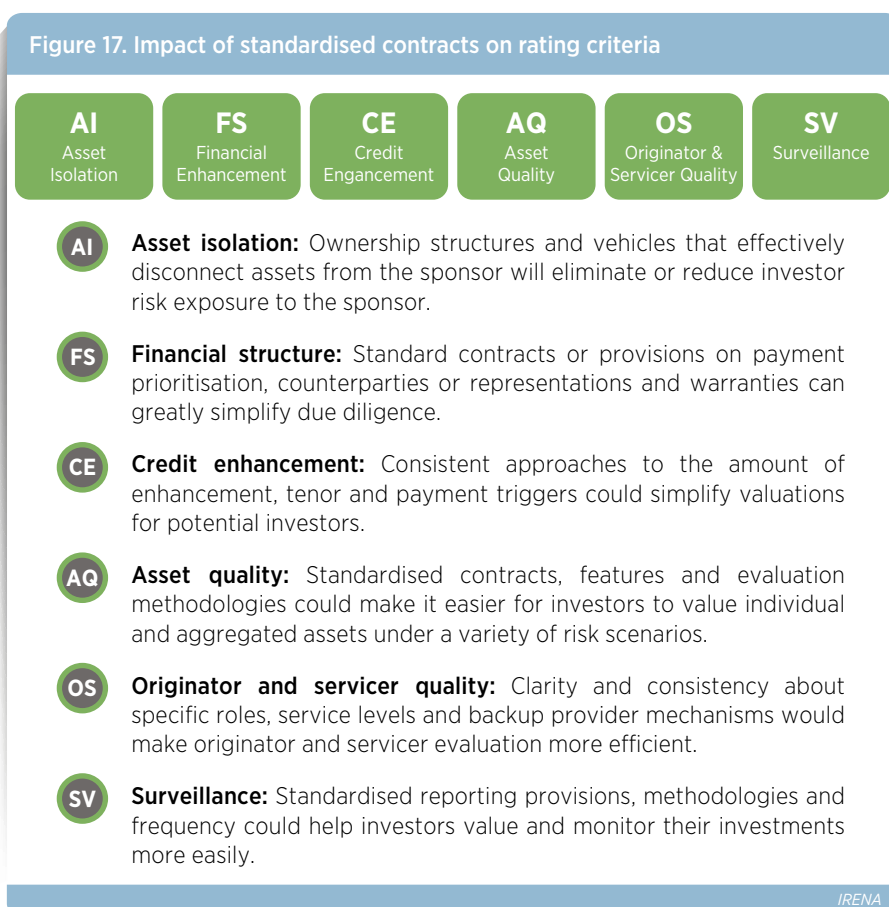 Figure 17. Impact of standardised contracts on rating criteria
AI
Asset
Isolation
FS
Financial
Enhancement
CE
Credit
Engancement
AQ
Asset
Quality
OS
Originator &
Servicer Quality
SV
Surveillance
AI
Asset isolation: Ownership structures and vehicles that effectively
disconnect assets from the sponsor will eliminate or reduce investor
risk exposure to the sponsor.
FS
Financial structure: Standard contracts or provisions on payment
prioritisation, counterparties or representations and warranties can
greatly simplify due diligence.
CE
Credit enhancement: Consistent approaches to the amount of
enhancement, tenor and payment triggers could simplify valuations
for potential investors.
AQ
Asset quality: Standardised contracts, features and evaluation
methodologies could make it easier for investors to value individual
and aggregated assets under a variety of risk scenarios.
OS
Originator and servicer quality: Clarity and consistency about
specific roles, service levels and backup provider mechanisms would
make originator and servicer evaluation more efficient.
SV
Surveillance: Standardised reporting provisions, methodologies and
frequency could help investors value and monitor their investments
more easily.
IRENA